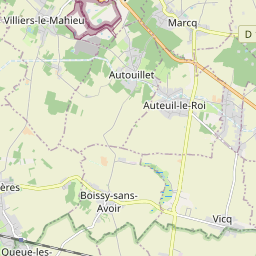 Villiers-le-Mahieu
Marcq
D
Autouillet
Auteuil-le-Roi
ères
Boissy-sans-
Avoir
Vicq
Queue-les-